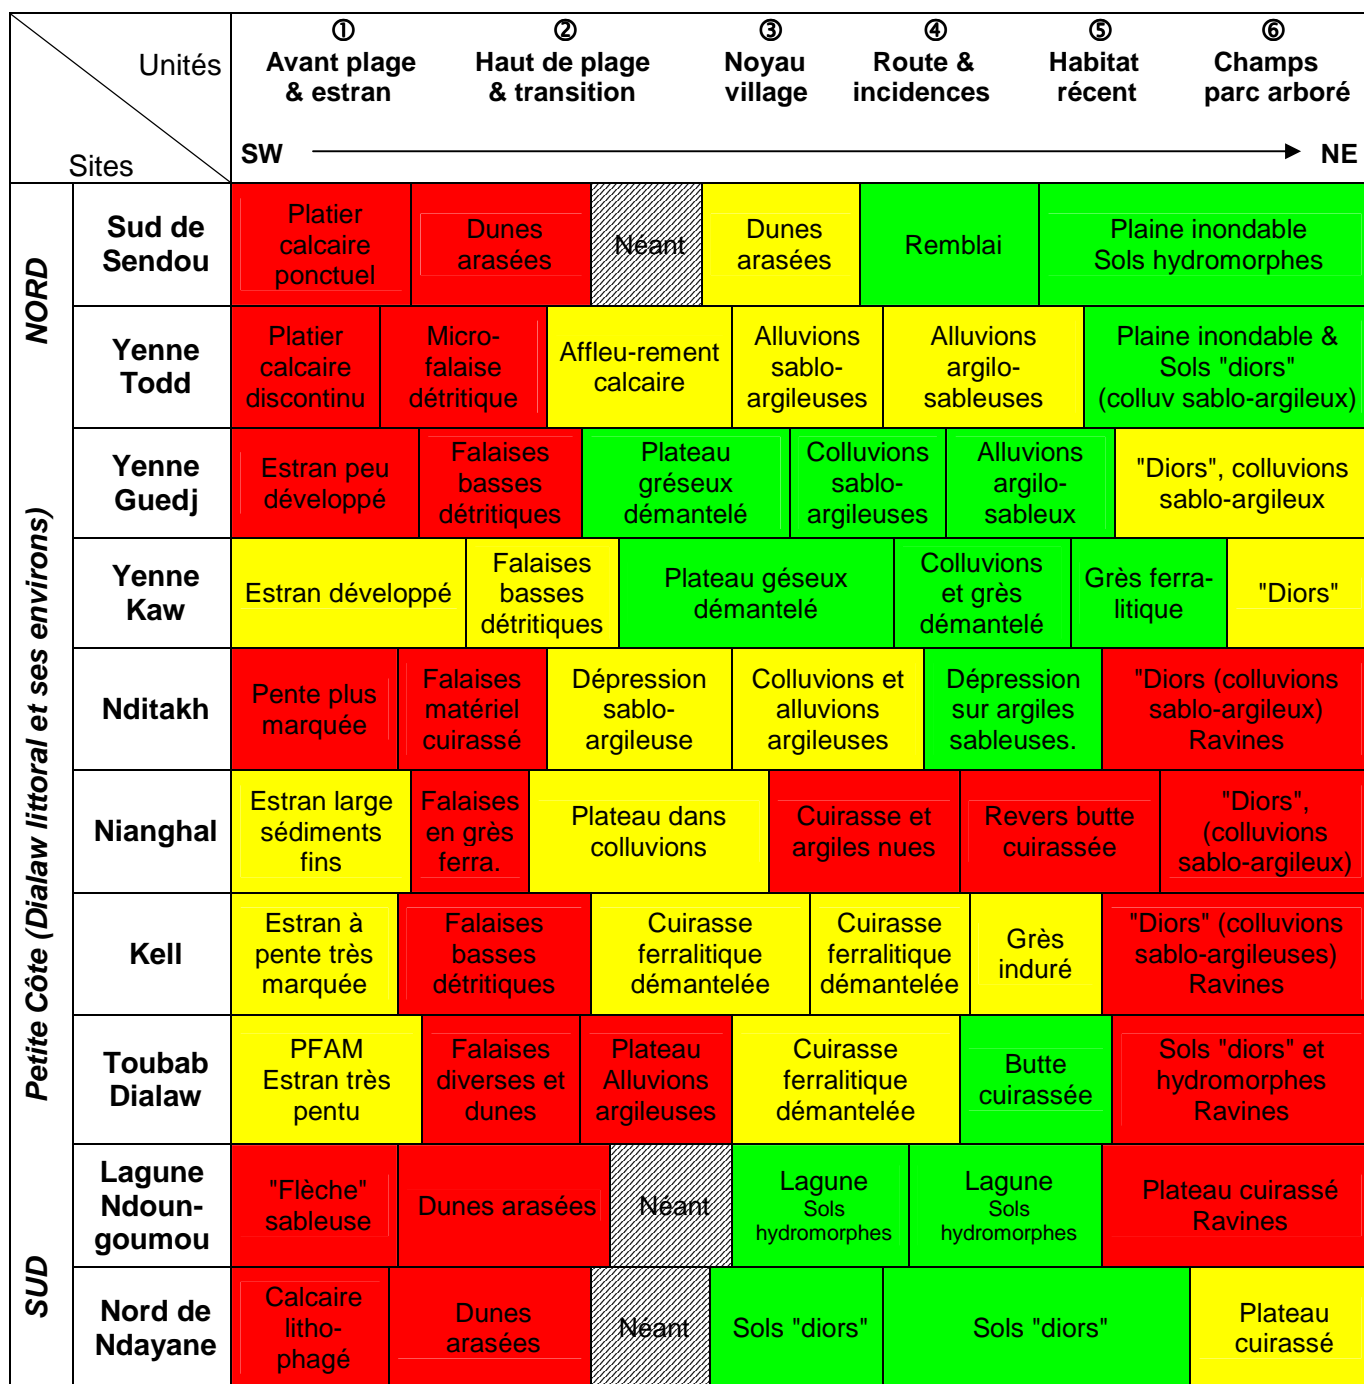 Unités
Sites
①
Avant plage
& estran
②
Haut de plage
& transition
③
Noyau
village
④
Route &
incidences
⑤
Habitat
récent
⑥
Champs
parc arboré
SW
NE
NORD
Petite Côte (Dialaw littoral et ses environs)
SUD
Sud de
Sendou
Platier
calcaire
ponctuel
Dunes
arasées
Néant
Dunes
arasées
Remblai
Plaine inondable
Sols hydromorphes
Yenne
Todd
Platier
calcaire
discontinu
Micro-
falaise
détritique
Affleu-rement
calcaire
Alluvions
sablo-
argileuses
Alluvions
argilo-
sableuses
Plaine inondable &
Sols "diors"
(colluv sablo-argileux)
Yenne
Guedj
Estran peu
développé
Falaises
basses
détritiques
Plateau
gréseux
démantelé
Colluvions
sablo-
argileuses
Alluvions
argilo-
sableux
"Diors", colluvions
sablo-argileux
Yenne
Kaw
Estran développé
Falaises
basses
détritiques
Plateau géseux
démantelé
Colluvions
et grès
démantelé
Grès ferra-
litique
"Diors"
Nditakh
Pente plus
marquée
Falaises
matériel
cuirassé
Dépression
sablo-
argileuse
Colluvions et
alluvions
argileuses
Dépression
sur argiles
sableuses.
"Diors (colluvions
sablo-argileux)
Ravines
Nianghal
Estran large
sédiments
fins
Falaises
en grès
ferra.
Plateau dans
colluvions
Cuirasse et
argiles nues
Revers butte
cuirassée
"Diors",
(colluvions
sablo-argileux)
Kell
Estran à
pente très
marquée
Falaises
basses
détritiques
Cuirasse
ferralitique
démantelée
Cuirasse
ferralitique
démantelée
Grès
induré
"Diors" (colluvions
sablo-argileuses)
Ravines
Toubab
Dialaw
PFAM
Estran très
pentu
Falaises
diverses et
dunes
Plateau
Alluvions
argileuses
Cuirasse
ferralitique
démantelée
Butte
cuirassée
Sols "diors" et
hydromorphes
Ravines
Lagune
Ndoun-
goumou
"Flèche"
sableuse
Dunes arasées
Néant
Lagune
Sols
hydromorphes
Lagune
Sols
hydromorphes
Plateau cuirassé
Ravines
Nord de
Ndayane
Calcaire
litho-
phagé
Dunes
arasées
Néant
Sols "diors"
Sols "diors"
Plateau
cuirassé